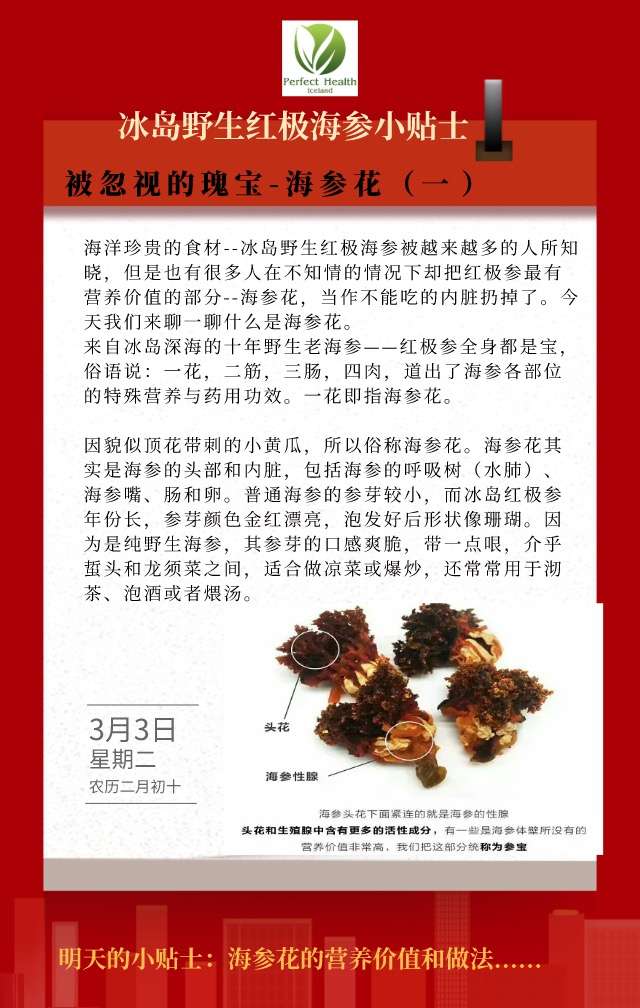 Perfect Health
Iceland
冰岛野生红极海参小贴士
被忽视的瑰宝-海参花（一）
海洋珍贵的食材--冰岛野生红极海参被越来越多的人所知
晓，但是也有很多人在不知情的情况下却把红极参最有
营养价值的部分--海参花，当作不能吃的内脏扔掉了。今
天我们来聊一聊什么是海参花。
来自冰岛深海的十年野生老海参——红极参全身都是宝，
俗语说：一花，二筋，三肠，四肉，道出了海参各部位
的特殊营养与药用功效。一花即指海参花。
因貌似顶花带刺的小黄瓜，所以俗称海参花。海参花其
实是海参的头部和内脏，包括海参的呼吸树（水肺）、
海参嘴、肠和卵。普通海参的参芽较小，而冰岛红极参
年份长，参芽颜色金红漂亮，泡发好后形状像珊瑚。因
为是纯野生海参，其参芽的口感爽脆，带一点哏，介乎
蜇头和龙须菜之间，适合做凉菜或爆炒，还常常用于沏
茶、泡酒或者煨汤。
头花
海参性腺
3月3日
星期二
农历二月初十
海参头花下面紧连的就是海参的性腺
头花和生殖腺中含有更多的活性成分，有一些是海参体壁所没有的
营养价值非常高、我们把这部分统称为参宝
明天的小贴士：海参花的营养价值和做法......